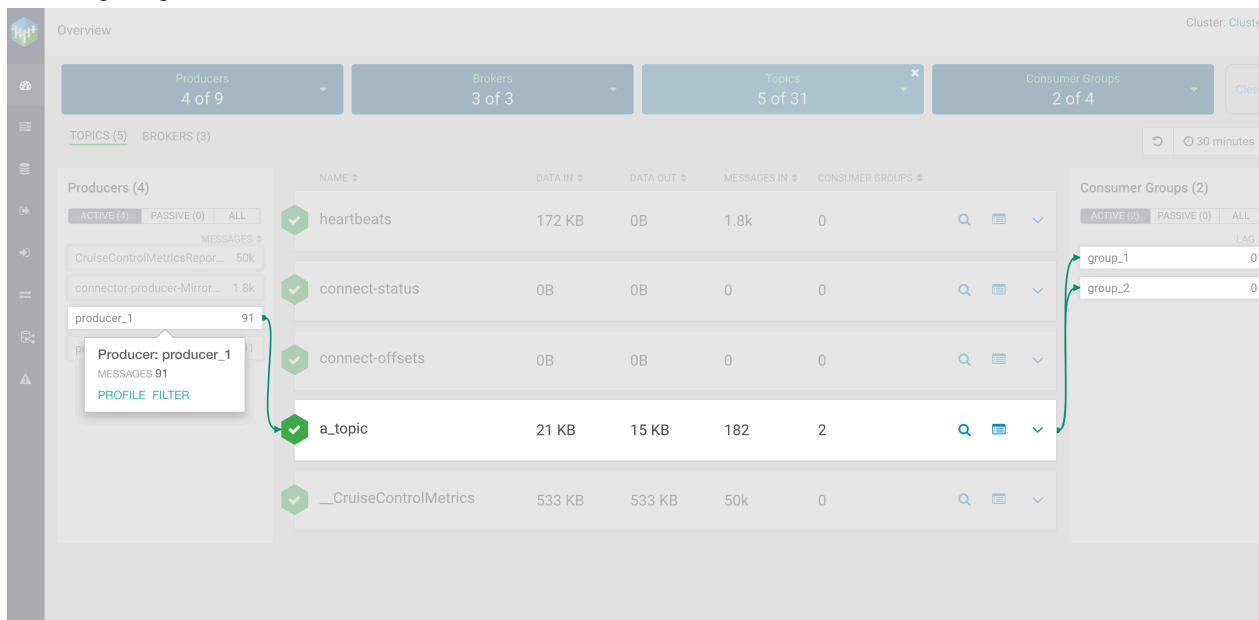 Overview
Cluster: Cluste
Producers
4 of 9
Brokers
3 of 3
Topics
5 of 31
Consumer Groups
2 of 4
Clea
TOPICS (5) BROKERS (3)
30 minutes
Producers (4)
ACTIVE (4) PASSIVE (0) ALL
MESSAGES
CruiseControlMetricsRepor... 50k
connector-producer-Mirror... 1.8k
producer_1 91
Producer: producer_1
MESSAGES 91
PROFILE FILTER
NAME DATA IN DATA OUT MESSAGES IN CONSUMER GROUPS
heartbeats 172 KB 0B 1.8k 0
connect-status 0B 0B 0 0
connect-offsets 0B 0B 0 0
a_topic 21 KB 15 KB 182 2
__CruiseControlMetrics 533 KB 533 KB 50k 0
Consumer Groups (2)
ACTIVE (2) PASSIVE (0) ALL
LAG
group_1 0
group_2 0